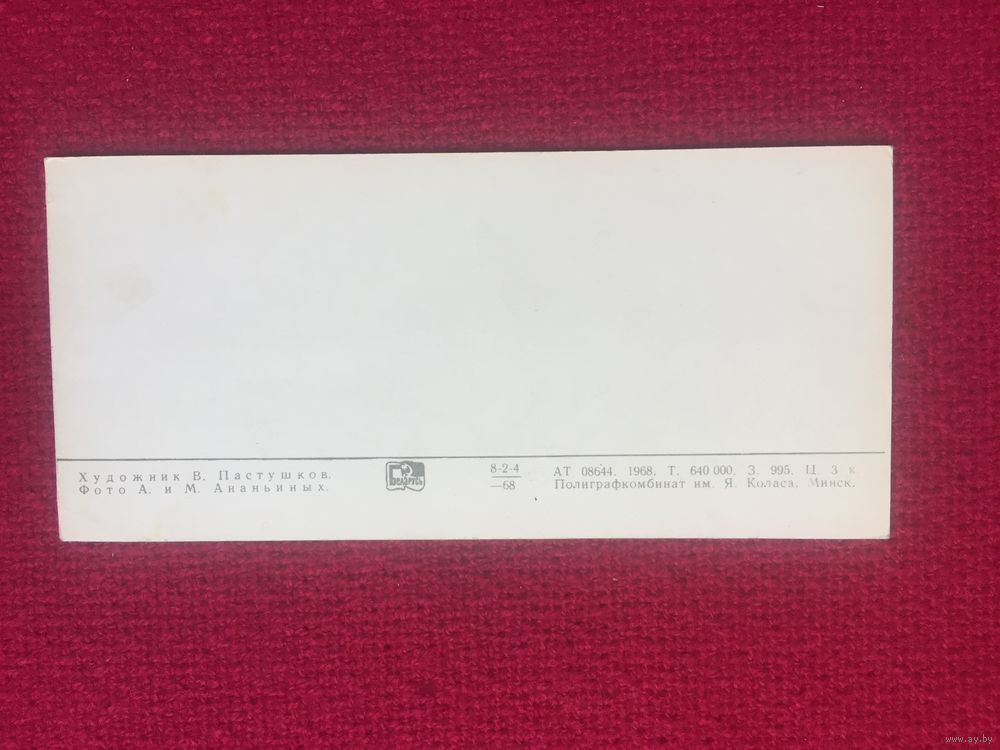 Художник В. Пастушков.
Фото А. и М. Ананьиных.
Беларусь
8-2-4
—68
АТ 08644. 1968. Т. 640 000. З. 995. Ц. 3 к.
Полиграфкомбинат им. Я. Коласа. Минск.
www.ay.by